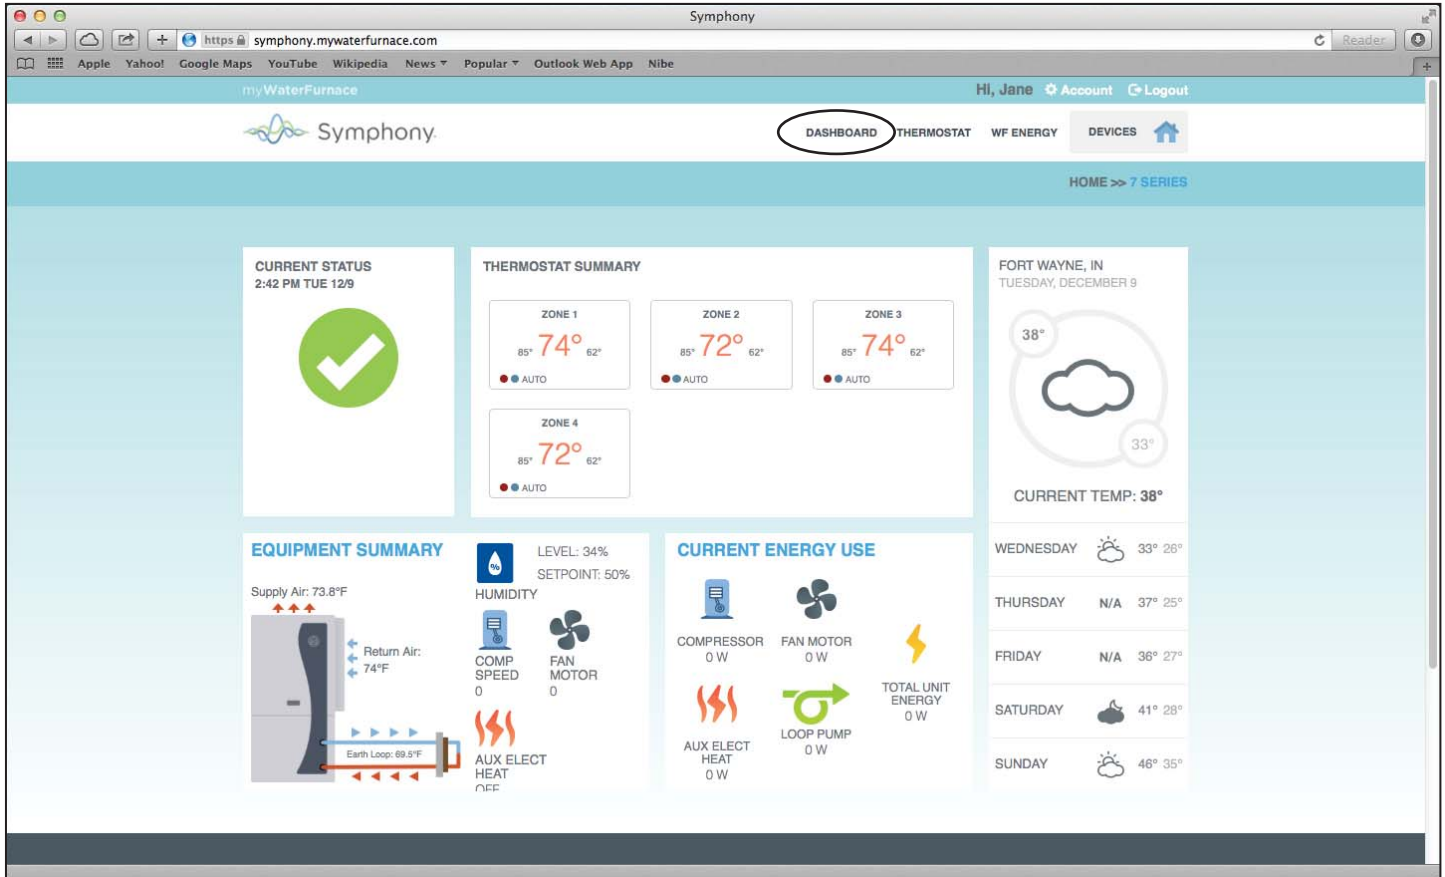 Symphony
https symphony.mywaterfurnace.com
Reader
Apple Yahoo! Google Maps YouTube Wikipedia News Popular Outlook Web App Nibe
myWaterFurnace
Hi, Jane Account Logout
Symphony
DASHBOARD THERMOSTAT WF ENERGY DEVICES
HOME >> 7 SERIES
CURRENT STATUS
2:42 PM TUE 12/9
THERMOSTAT SUMMARY
ZONE 1
85° 74° 62°
AUTO
ZONE 2
85° 72° 62°
AUTO
ZONE 3
85° 74° 62°
AUTO
ZONE 4
85° 72° 62°
AUTO
FORT WAYNE, IN
TUESDAY, DECEMBER 9
38°
33°
CURRENT TEMP: 38°
WEDNESDAY 33° 26°
THURSDAY N/A 37° 25°
FRIDAY N/A 36° 27°
SATURDAY 41° 28°
SUNDAY 46° 35°
EQUIPMENT SUMMARY
Supply Air: 73.8°F
Return Air:
74°F
Earth Loop: 69.5°F
%
LEVEL: 34%
SETPOINT: 50%
HUMIDITY
COMP
SPEED
0
FAN
MOTOR
0
AUX ELECT
HEAT
OFF
CURRENT ENERGY USE
COMPRESSOR
0 W
FAN MOTOR
0 W
AUX ELECT
HEAT
0 W
LOOP PUMP
0 W
TOTAL UNIT
ENERGY
0 W